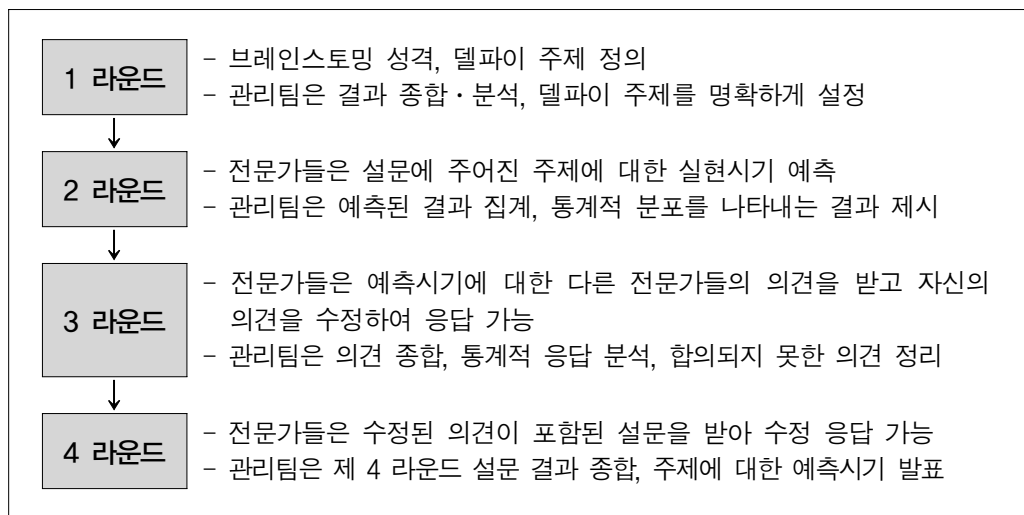 1 라운드
- 브레인스토밍 성격, 델파이 주제 정의
- 관리팀은 결과 종합・분석, 델파이 주제를 명확하게 설정
2 라운드
- 전문가들은 설문에 주어진 주제에 대한 실현시기 예측
- 관리팀은 예측된 결과 집계, 통계적 분포를 나타내는 결과 제시
3 라운드
- 전문가들은 예측시기에 대한 다른 전문가들의 의견을 받고 자신의
의견을 수정하여 응답 가능
- 관리팀은 의견 종합, 통계적 응답 분석, 합의되지 못한 의견 정리
4 라운드
- 전문가들은 수정된 의견이 포함된 설문을 받아 수정 응답 가능
- 관리팀은 제 4 라운드 설문 결과 종합, 주제에 대한 예측시기 발표